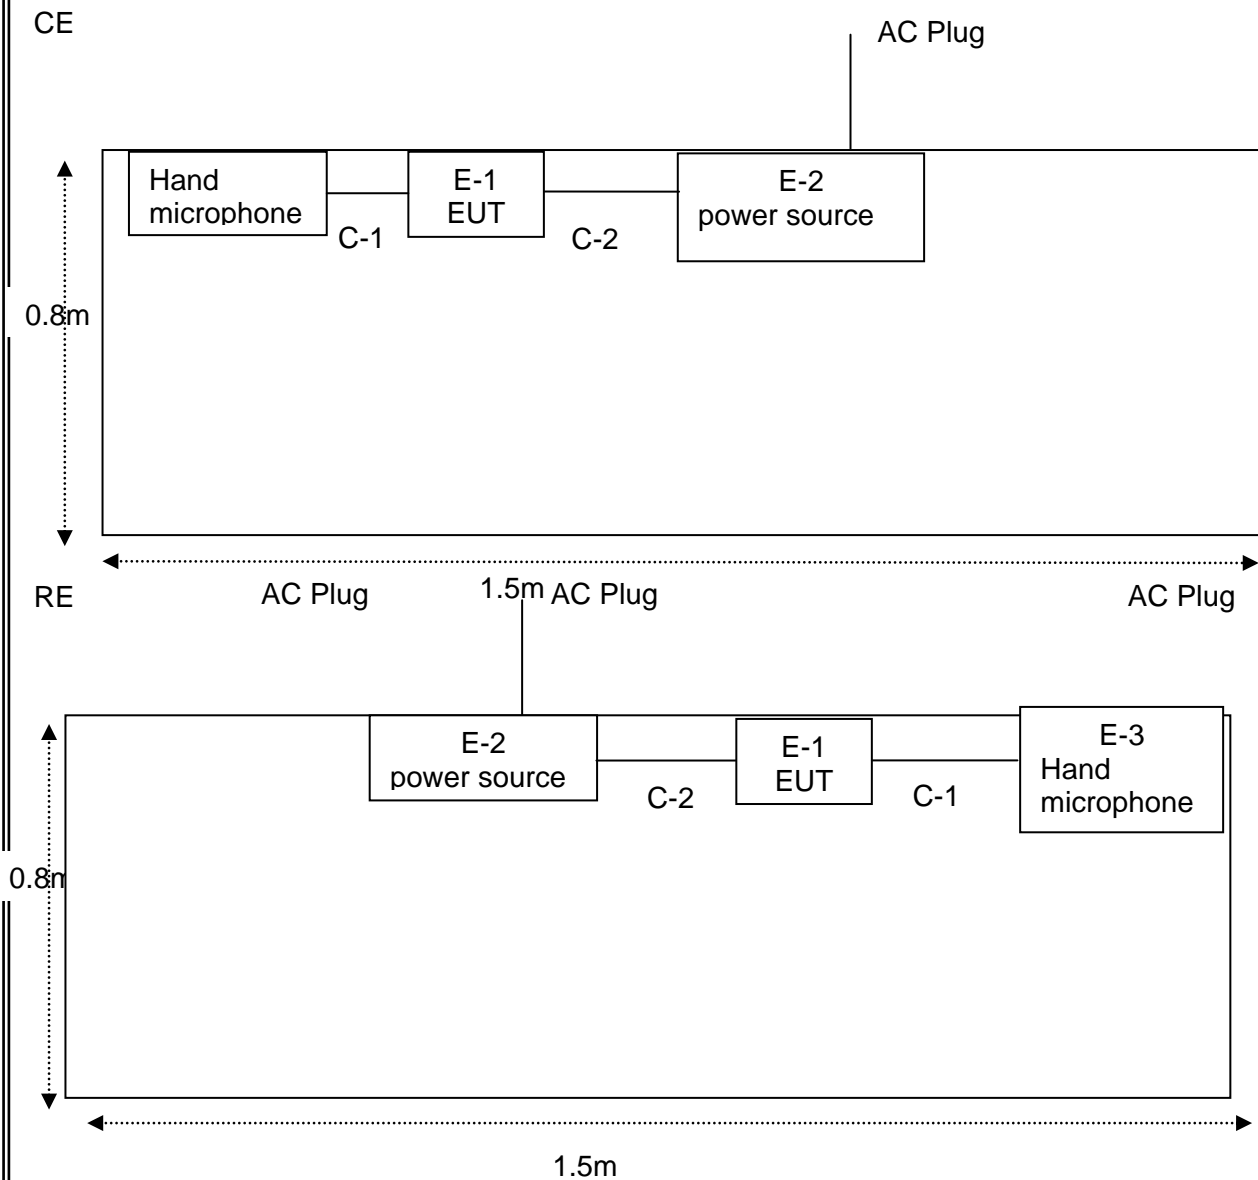 CE
AC Plug
Hand
microphone
C-1
E-1
EUT
C-2
E-2
power source
0.8m
1.5m
RE
AC Plug
AC Plug
AC Plug
E-2
power source
C-2
E-1
EUT
C-1
E-3
Hand
microphone
0.8m
1.5m